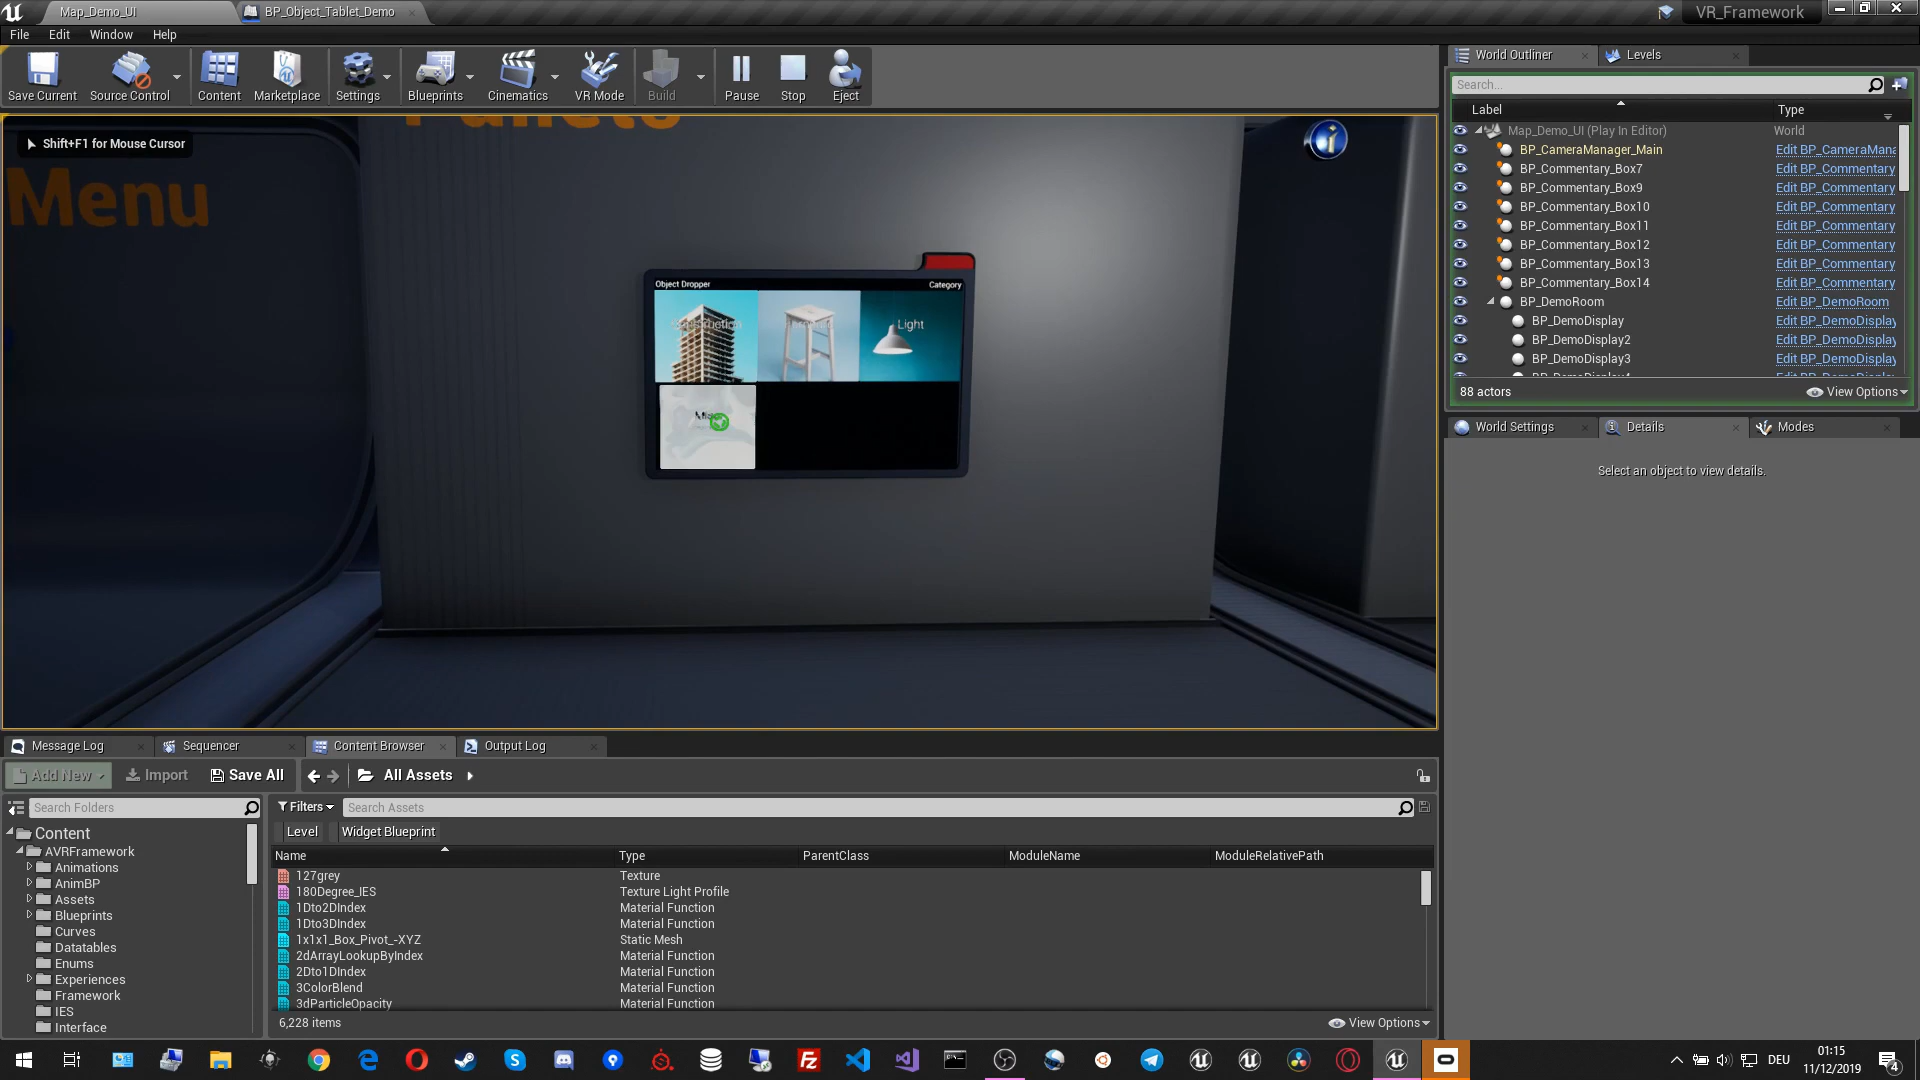 Map_Demo_UI
BP_Object_Tablet_Demo
VR_Framework
File Edit Window Help
Save Current
Source Control
Content
Marketplace
Settings
Blueprints
Cinematics
VR Mode
Build
Pause
Stop
Eject
Shift+F1 for Mouse Cursor
Menu
Object Dropper
Category
Light
World Outliner
Levels
Search...
Label Type
Map_Demo_UI (Play In Editor) World
BP_CameraManager_Main Edit BP_CameraMana
BP_Commentary_Box7 Edit BP_Commentary
BP_Commentary_Box9 Edit BP_Commentary
BP_Commentary_Box10 Edit BP_Commentary
BP_Commentary_Box11 Edit BP_Commentary
BP_Commentary_Box12 Edit BP_Commentary
BP_Commentary_Box13 Edit BP_Commentary
BP_Commentary_Box14 Edit BP_Commentary
BP_DemoRoom Edit BP_DemoRoom
BP_DemoDisplay Edit BP_DemoDisplay
BP_DemoDisplay2 Edit BP_DemoDisplay
BP_DemoDisplay3 Edit BP_DemoDisplay
88 actors
View Options
World Settings
Details
Modes
Select an object to view details.
Message Log
Sequencer
Content Browser
Output Log
Add New
Import
Save All
All Assets
Search Folders
Filters
Search Assets
Level
Widget Blueprint
Content
AVRFramework
Animations
AnimBP
Assets
Blueprints
Curves
Datatables
Enums
Experiences
Framework
IES
Interface
Name Type ParentClass ModuleName ModuleRelativePath
127grey Texture
180Degree_IES Texture Light Profile
1Dto2DIndex Material Function
1Dto3DIndex Material Function
1x1x1_Box_Pivot_-XYZ Static Mesh
2dArrayLookupByIndex Material Function
2Dto1DIndex Material Function
3ColorBlend Material Function
3dParticleOpacity Material Function
6,228 items
View Options
DEU
01:15
11/12/2019
4